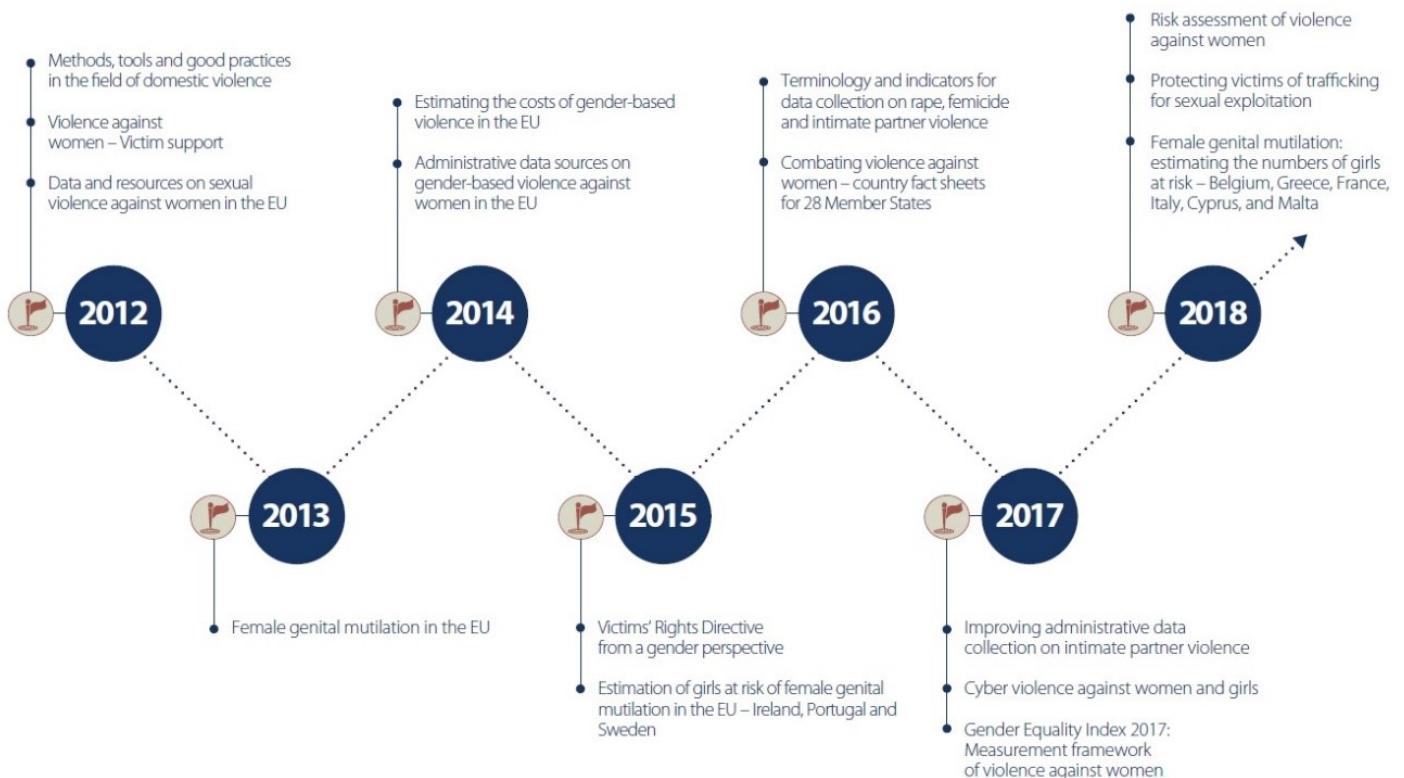 Methods, tools and good practices
in the field of domestic violence
Violence against
women – Victim support
Data and resources on sexual
violence against women in the EU
2012
Female genital mutilation in the EU
2013
Estimating the costs of gender-based
violence in the EU
Administrative data sources on
gender-based violence against
women in the EU
2014
2015
Victims' Rights Directive
from a gender perspective
Estimation of girls at risk of female genital
mutilation in the EU – Ireland, Portugal and
Sweden
Terminology and indicators for
data collection on rape, femicide
and intimate partner violence
Combating violence against
women – country fact sheets
for 28 Member States
2016
2017
Improving administrative data
collection on intimate partner violence
Cyber violence against women and girls
Gender Equality Index 2017:
Measurement framework
of violence against women
Risk assessment of violence
against women
Protecting victims of trafficking
for sexual exploitation
Female genital mutilation:
estimating the numbers of girls
at risk – Belgium, Greece, France,
Italy, Cyprus, and Malta
2018